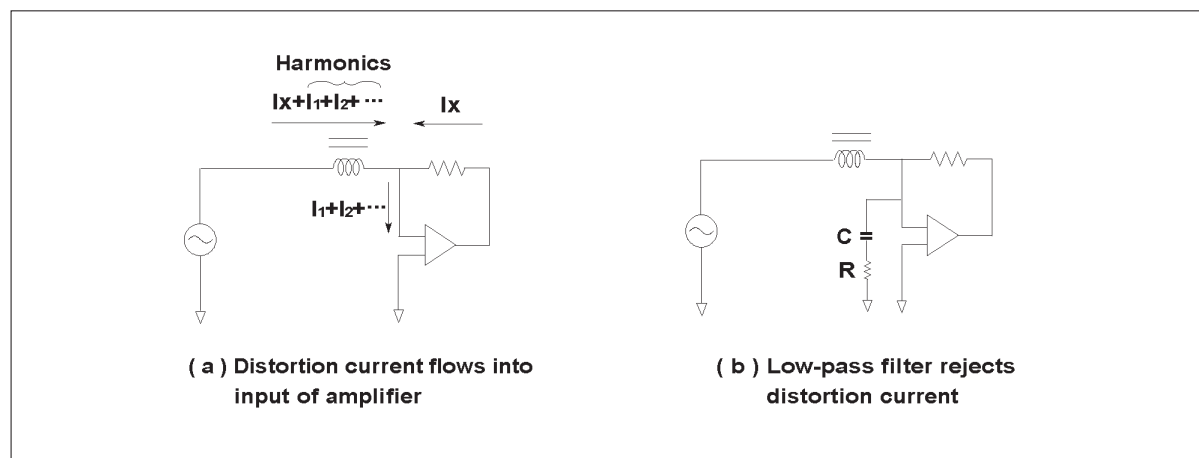 Harmonics
Ix+I1+I2+ ···
Ix
I1+I2+ ···
( a ) Distortion current flows into
input of amplifier
C
R
( b ) Low-pass filter rejects
distortion current